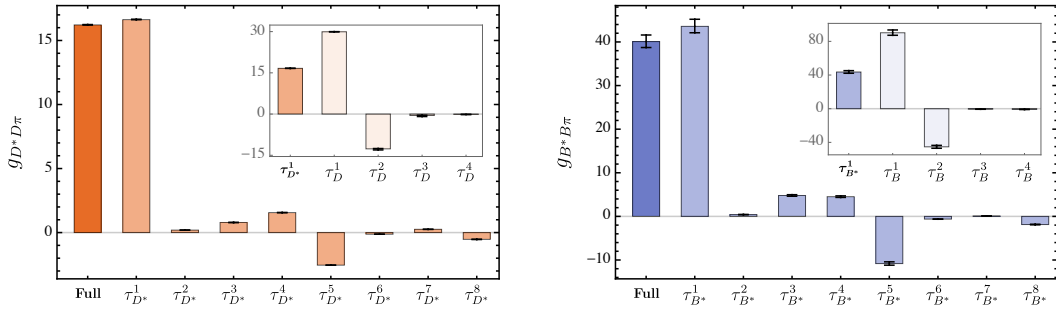 g_{D^*Dπ}
15
10
5
0
Full
τ^1_{D^*}
τ^2_{D^*}
τ^3_{D^*}
τ^4_{D^*}
τ^5_{D^*}
τ^6_{D^*}
τ^7_{D^*}
τ^8_{D^*}
30
15
0
−15
τ^1_{D^*}
τ^1_D
τ^2_D
τ^3_D
τ^4_D
g_{B^*Bπ}
40
30
20
10
0
−10
Full
τ^1_{B^*}
τ^2_{B^*}
τ^3_{B^*}
τ^4_{B^*}
τ^5_{B^*}
τ^6_{B^*}
τ^7_{B^*}
τ^8_{B^*}
80
40
0
−40
τ^1_{B^*}
τ^1_B
τ^2_B
τ^3_B
τ^4_B